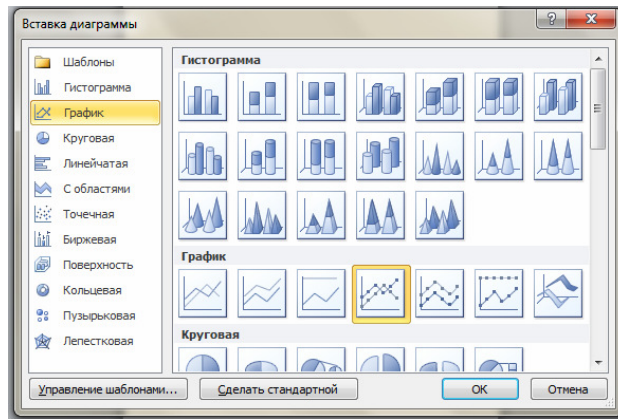 Вставка диаграммы
Шаблоны
Гистограмма
График
Круговая
Линейчатая
С областями
Точечная
Биржевая
Поверхность
Кольцевая
Пузырьковая
Лепестковая
Гистограмма
График
Круговая
Управление шаблонами...
Сделать стандартной
ОК
Отмена